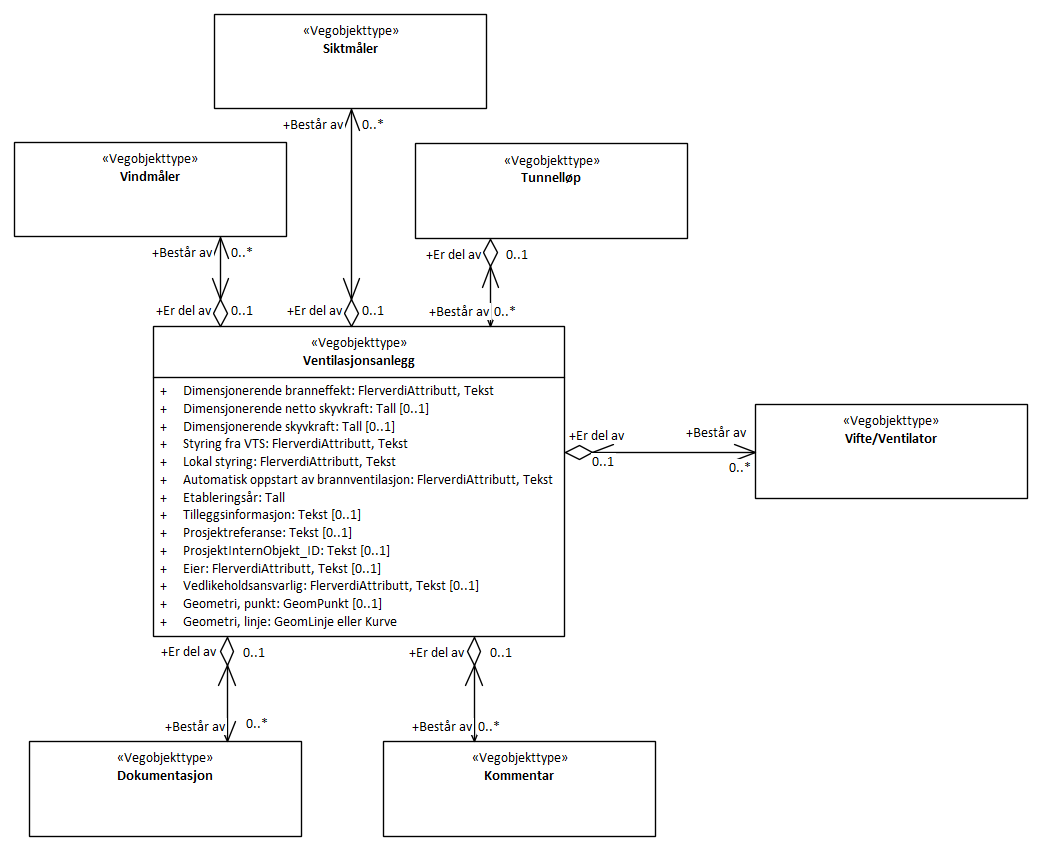 «Vegobjekttype»
Siktmåler
+Består av 0..*
«Vegobjekttype»
Vindmåler
«Vegobjekttype»
Tunnelløp
+Består av 0..*
+Er del av 0..1
+Er del av 0..1
+Er del av 0..1
+Består av 0..*
«Vegobjekttype»
Ventilasjonsanlegg
+ Dimensjonerende branneffekt: FlerverdiAttributt, Tekst
+ Dimensjonerende netto skyvkraft: Tall [0..1]
+ Dimensjonerende skyvkraft: Tall [0..1]
+ Styring fra VTS: FlerverdiAttributt, Tekst
+ Lokal styring: FlerverdiAttributt, Tekst
+ Automatisk oppstart av brannventilasjon: FlerverdiAttributt, Tekst
+ Etableringsår: Tall
+ Tilleggsinformasjon: Tekst [0..1]
+ Prosjektreferanse: Tekst [0..1]
+ ProsjektInternObjekt_ID: Tekst [0..1]
+ Eier: FlerverdiAttributt, Tekst [0..1]
+ Vedlikeholdsansvarlig: FlerverdiAttributt, Tekst [0..1]
+ Geometri, punkt: GeomPunkt [0..1]
+ Geometri, linje: GeomLinje eller Kurve
+Er del av
0..1
+Består av
0..*
«Vegobjekttype»
Vifte/Ventilator
+Er del av 0..1
+Er del av 0..1
+Består av 0..*
+Består av 0..*
«Vegobjekttype»
Dokumentasjon
«Vegobjekttype»
Kommentar